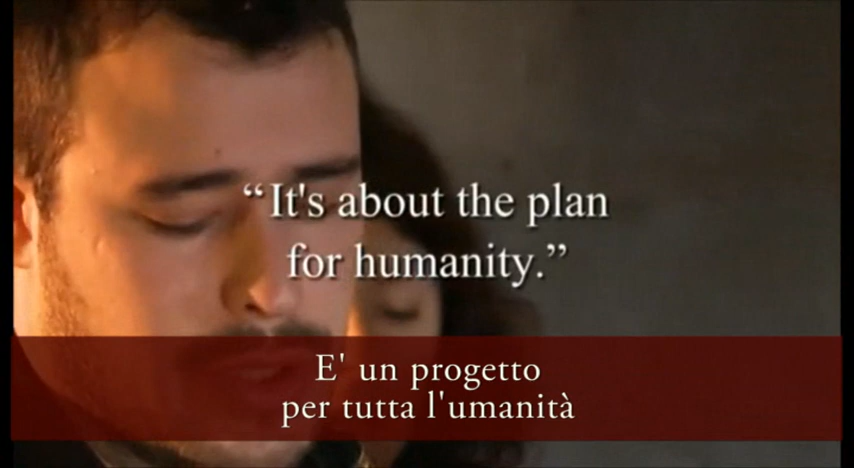 “It's about the plan
for humanity.”
E' un progetto
per tutta l'umanità